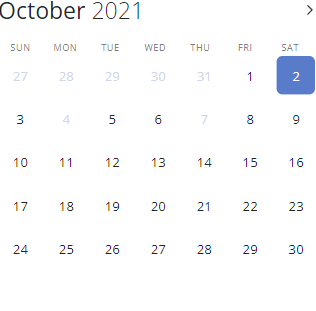 October 2021
SUN MON TUE WED THU FRI SAT
27 28 29 30 31 1 2
3 4 5 6 7 8 9
10 11 12 13 14 15 16
17 18 19 20 21 22 23
24 25 26 27 28 29 30